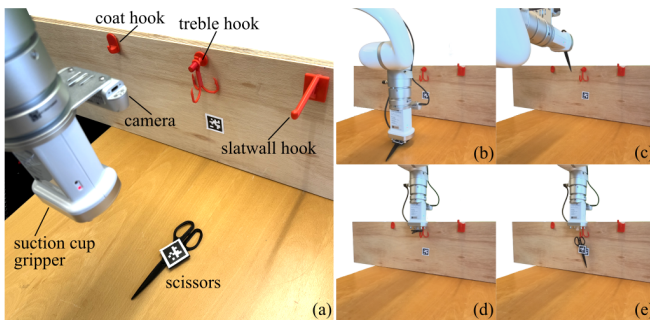 coat hook
treble hook
camera
slatwall hook
suction cup
gripper
scissors
(a)
(b)
(c)
(d)
(e)